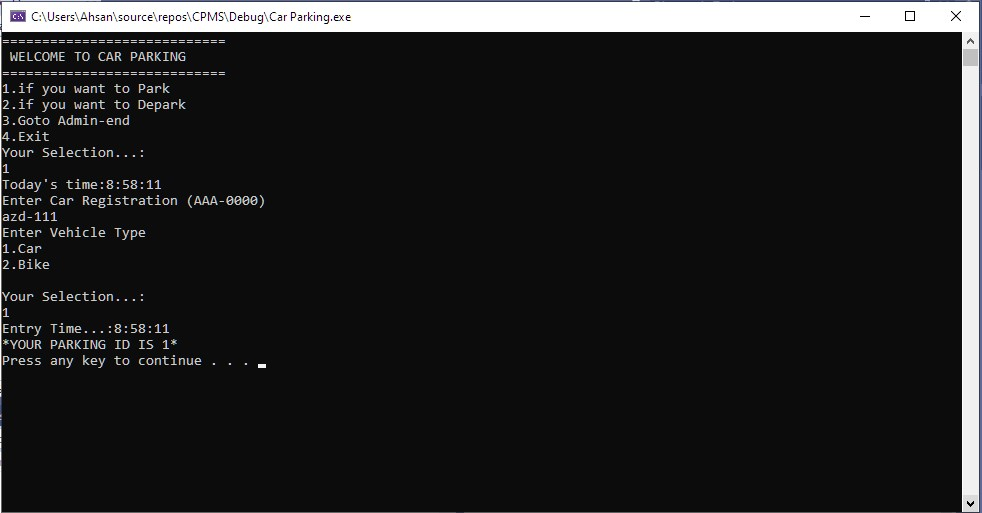 C:\Users\Ahsan\source\repos\CPMS\Debug\Car Parking.exe
============================
WELCOME TO CAR PARKING
============================
1.if you want to Park
2.if you want to Depark
3.Goto Admin-end
4.Exit
Your Selection...:
1
Today's time:8:58:11
Enter Car Registration (AAA-0000)
azd-111
Enter Vehicle Type
1.Car
2.Bike
Your Selection...:
1
Entry Time...:8:58:11
*YOUR PARKING ID IS 1*
Press any key to continue . . .